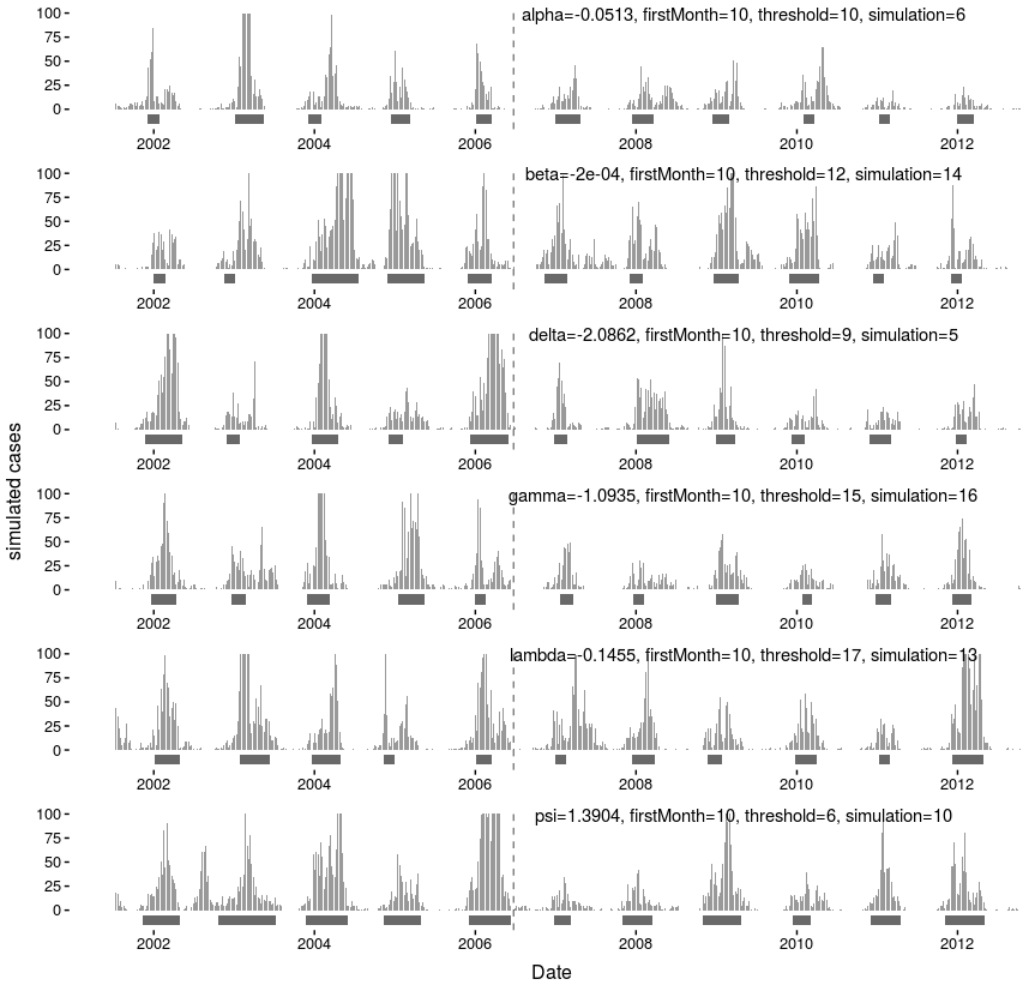 simulated cases
alpha=-0.0513, firstMonth=10, threshold=10, simulation=6
100
75
50
25
0
2002 2004 2006 2008 2010 2012
beta=-2e-04, firstMonth=10, threshold=12, simulation=14
100
75
50
25
0
2002 2004 2006 2008 2010 2012
delta=-2.0862, firstMonth=10, threshold=9, simulation=5
100
75
50
25
0
2002 2004 2006 2008 2010 2012
gamma=-1.0935, firstMonth=10, threshold=15, simulation=16
100
75
50
25
0
2002 2004 2006 2008 2010 2012
lambda=-0.1455, firstMonth=10, threshold=17, simulation=13
100
75
50
25
0
2002 2004 2006 2008 2010 2012
psi=1.3904, firstMonth=10, threshold=6, simulation=10
100
75
50
25
0
2002 2004 2006 2008 2010 2012
Date